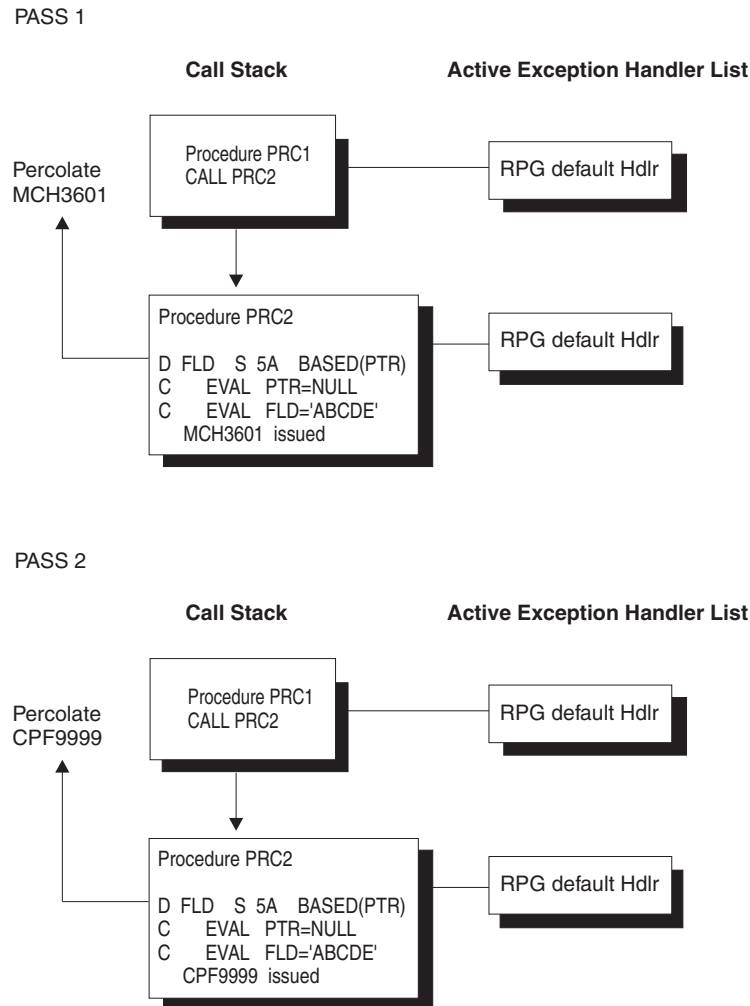 PASS 1
Call Stack
Active Exception Handler List
Percolate
MCH3601
Procedure PRC1
CALL PRC2
RPG default Hdlr
Procedure PRC2
D FLD S 5A BASED(PTR)
C EVAL PTR=NULL
C EVAL FLD='ABCDE'
MCH3601 issued
RPG default Hdlr
PASS 2
Call Stack
Active Exception Handler List
Percolate
CPF9999
Procedure PRC1
CALL PRC2
RPG default Hdlr
Procedure PRC2
D FLD S 5A BASED(PTR)
C EVAL PTR=NULL
C EVAL FLD='ABCDE'
CPF9999 issued
RPG default Hdlr